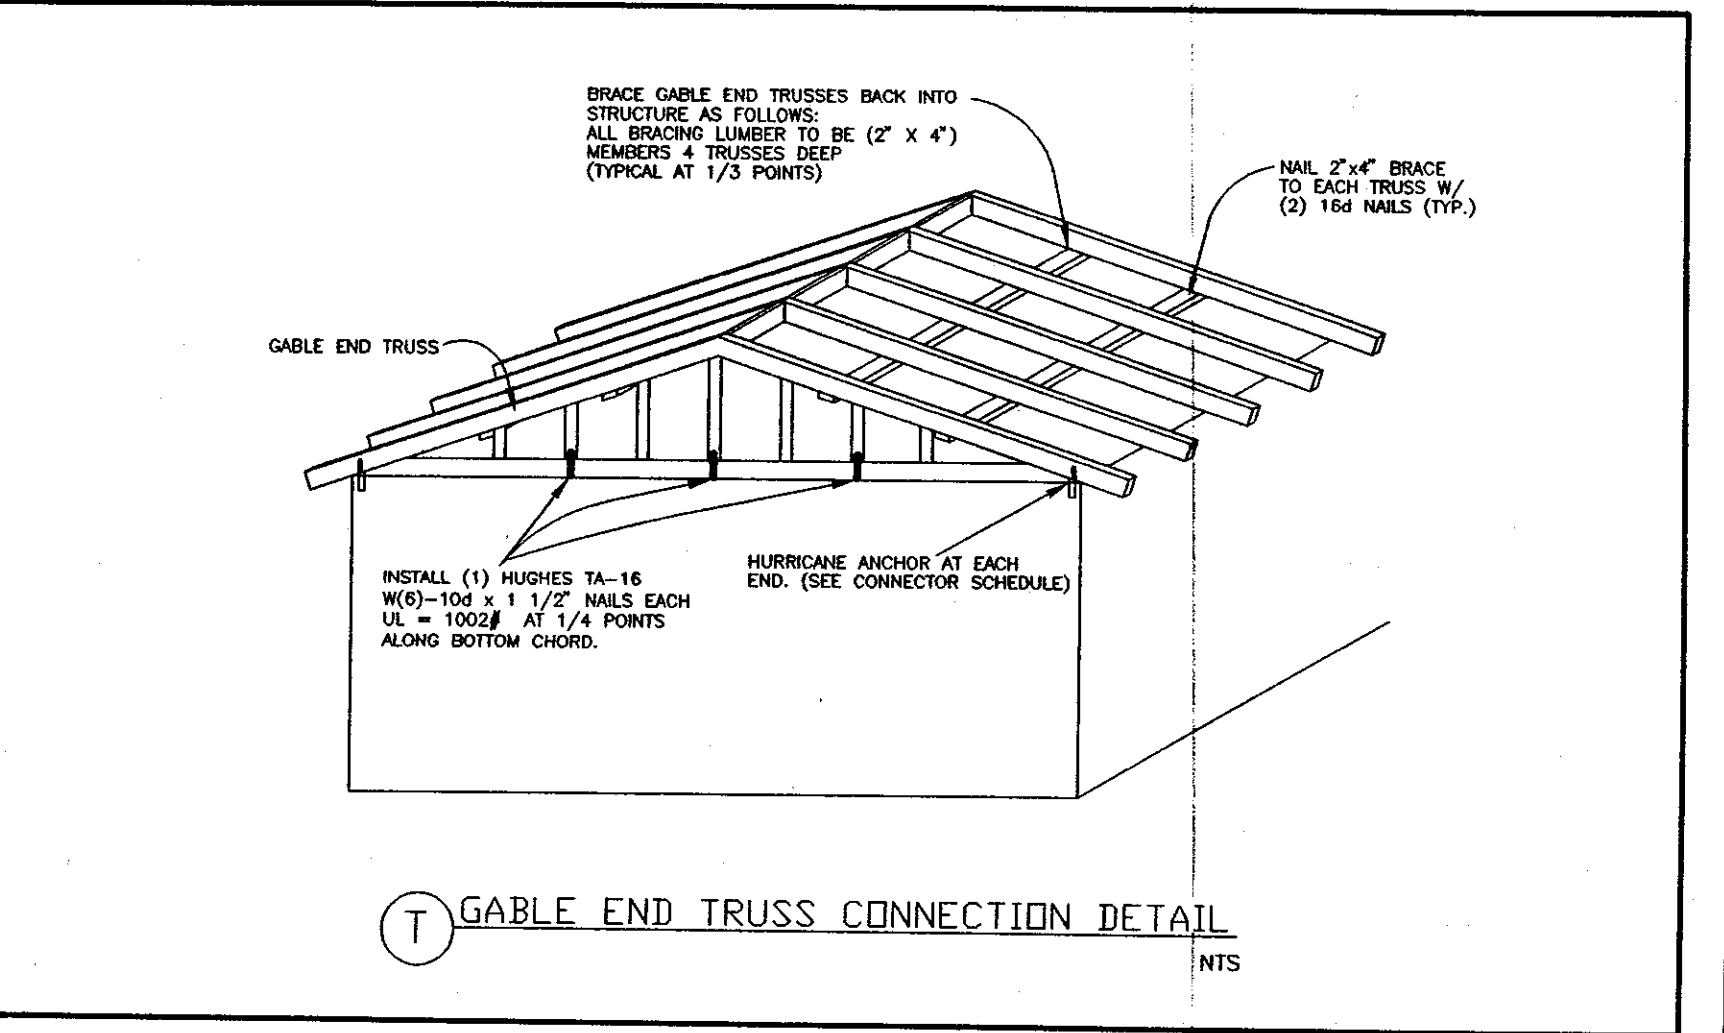 BRACE GABLE END TRUSSES BACK INTO
STRUCTURE AS FOLLOWS:
ALL BRACING LUMBER TO BE (2" X 4")
MEMBERS 4 TRUSSES DEEP
(TYPICAL AT 1/3 POINTS)
NAIL 2"x4" BRACE
TO EACH TRUSS W/
(2) 16d NAILS (TYP.)
GABLE END TRUSS
INSTALL (1) HUGHES TA-16
W(6)-10d x 1 1/2" NAILS EACH
UL = 1002# AT 1/4 POINTS
ALONG BOTTOM CHORD.
HURRICANE ANCHOR AT EACH
END. (SEE CONNECTOR SCHEDULE)
T GABLE END TRUSS CONNECTION DETAIL
NTS